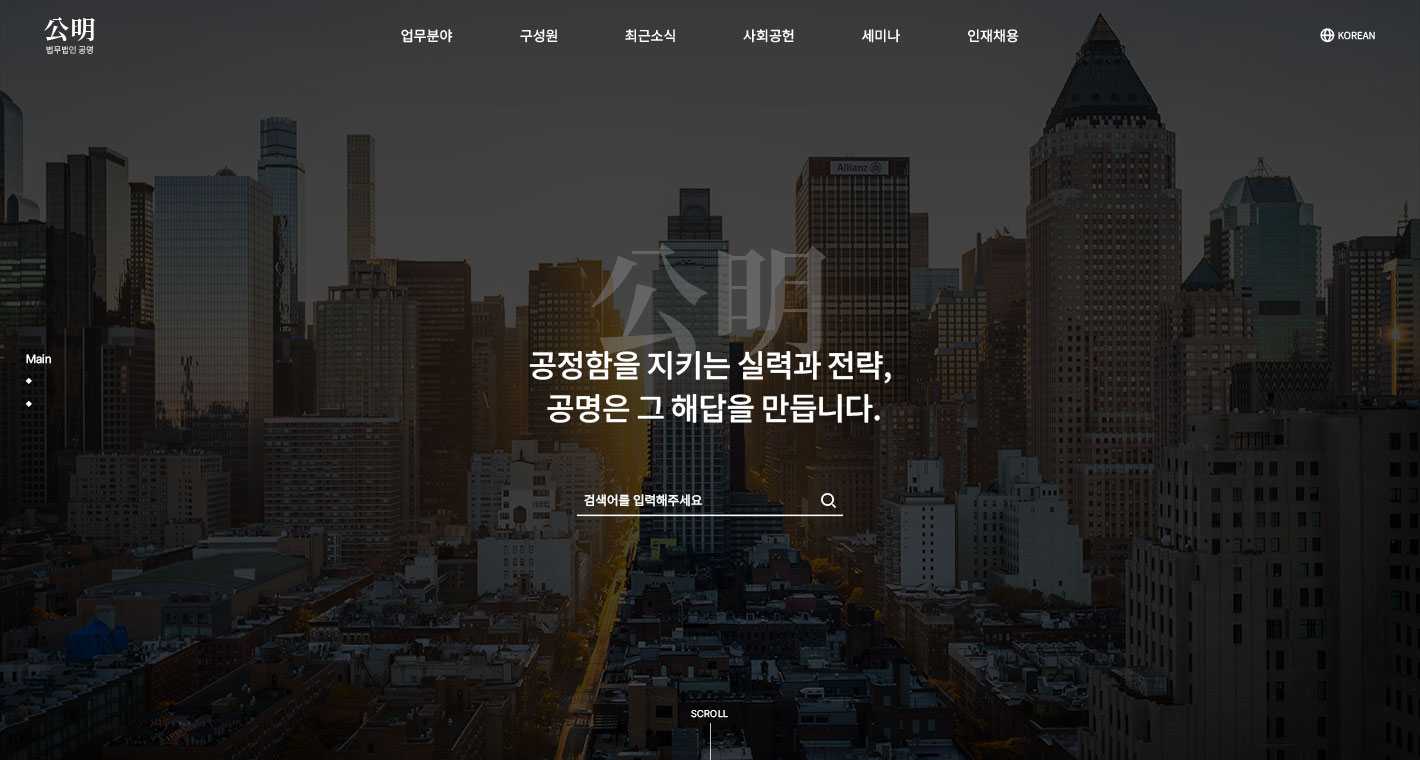 公明
법무법인 공명
업무분야
구성원
최근소식
사회공헌
세미나
인재채용
KOREAN
Allianz
公明
Main
공정함을 지키는 실력과 전략,
공명은 그 해답을 만듭니다.
검색어를 입력해주세요
SCROLL